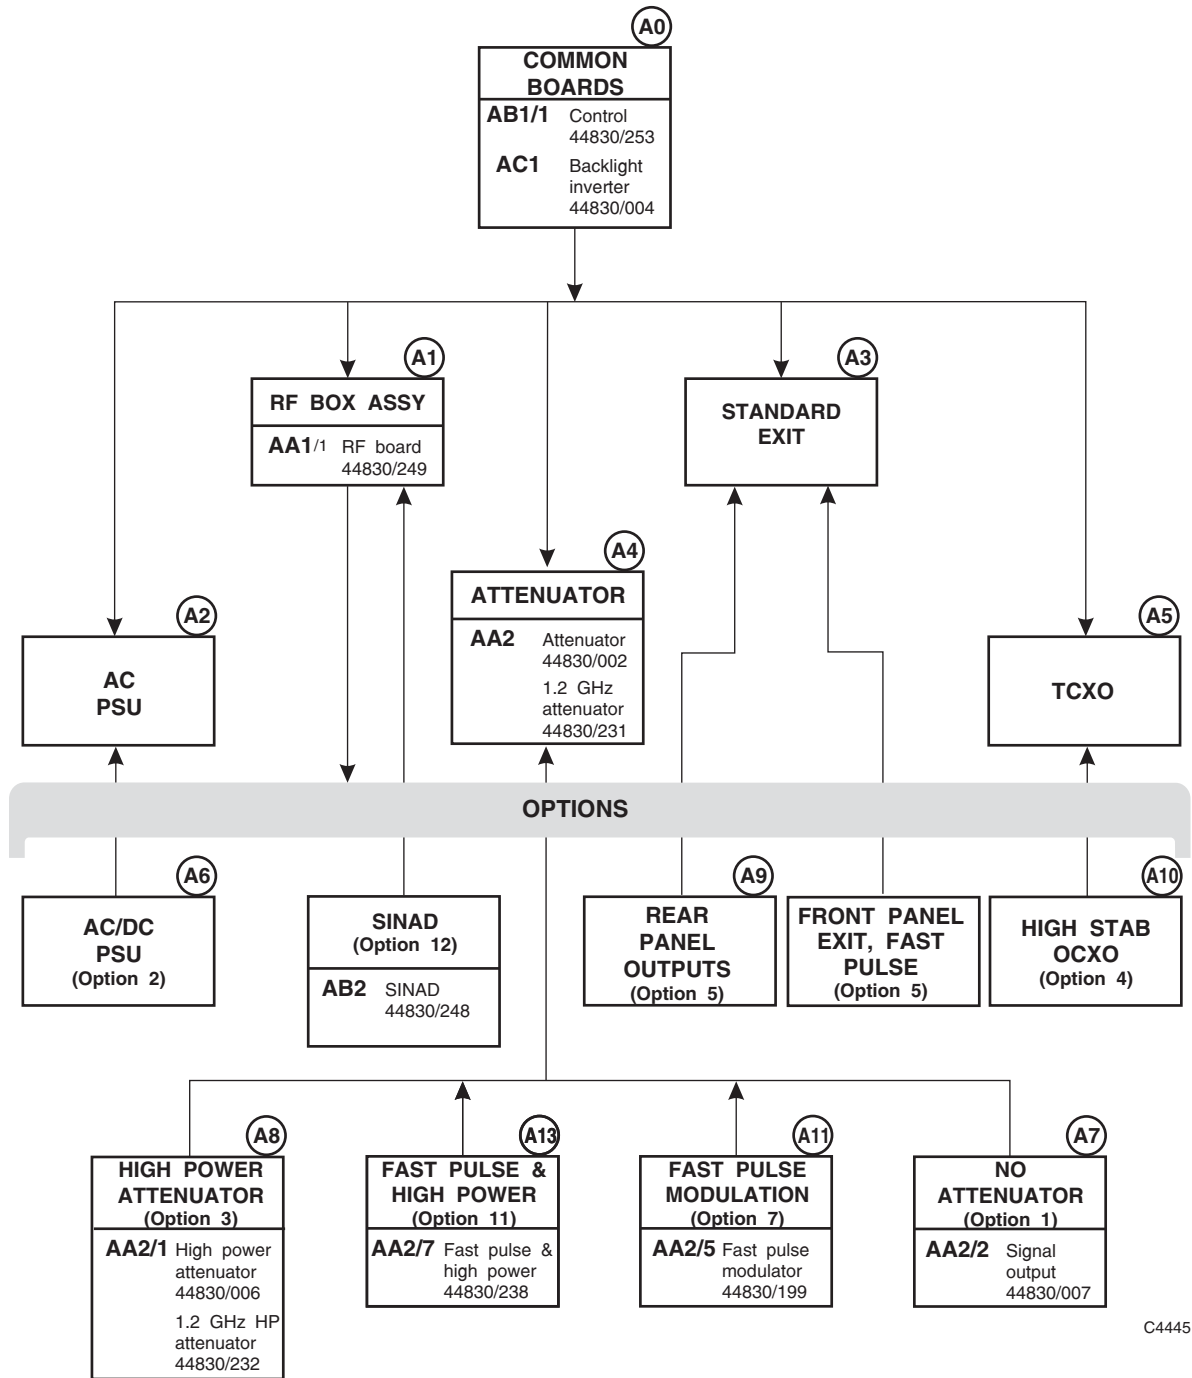 A0
COMMON
BOARDS
AB1/1 Control
44830/253
AC1 Backlight
inverter
44830/004
A1
RF BOX ASSY
AA1/1 RF board
44830/249
A3
STANDARD
EXIT
A4
ATTENUATOR
AA2 Attenuator
44830/002
1.2 GHz
attenuator
44830/231
A2
AC
PSU
A5
TCXO
OPTIONS
A6
AC/DC
PSU
(Option 2)
SINAD
(Option 12)
AB2 SINAD
44830/248
A9
REAR
PANEL
OUTPUTS
(Option 5)
FRONT PANEL
EXIT, FAST
PULSE
(Option 5)
A10
HIGH STAB
OCXO
(Option 4)
A8
HIGH POWER
ATTENUATOR
(Option 3)
AA2/1 High power
attenuator
44830/006
1.2 GHz HP
attenuator
44830/232
A13
FAST PULSE &
HIGH POWER
(Option 11)
AA2/7 Fast pulse &
high power
44830/238
A11
FAST PULSE
MODULATION
(Option 7)
AA2/5 Fast pulse
modulator
44830/199
A7
NO
ATTENUATOR
(Option 1)
AA2/2 Signal
output
44830/007
C4445